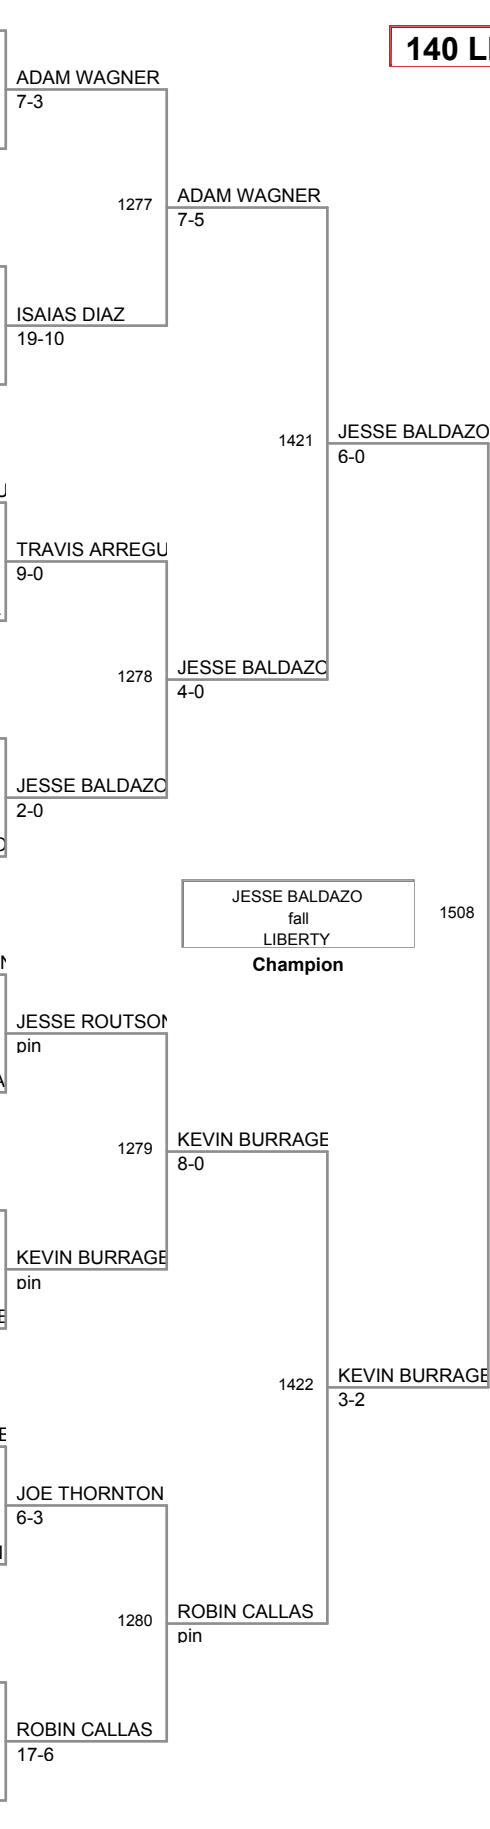 140 L
ADAM WAGNER
7-3
1277
ADAM WAGNER
7-5
ISAIAS DIAZ
19-10
1421
JESSE BALDAZO
6-0
TRAVIS ARREGU
9-0
1278
JESSE BALDAZO
4-0
JESSE BALDAZO
2-0
JESSE BALDAZO
fall
LIBERTY
Champion
1508
JESSE ROUTSON
pin
1279
KEVIN BURRAGE
8-0
KEVIN BURRAGE
pin
1422
KEVIN BURRAGE
3-2
JOE THORNTON
6-3
1280
ROBIN CALLAS
pin
ROBIN CALLAS
17-6